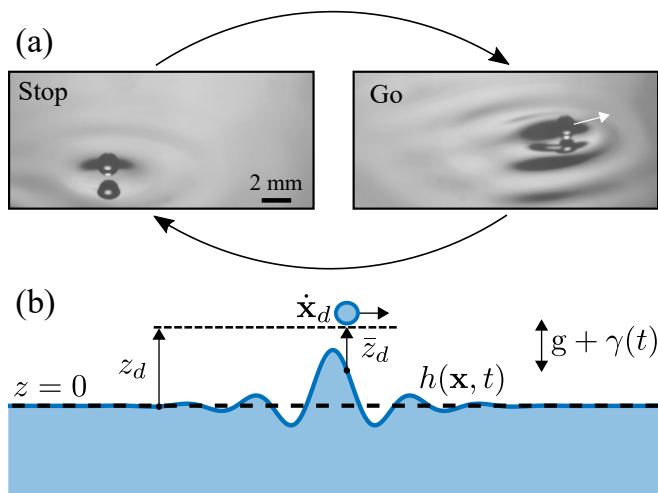 (a)
Stop
2 mm
Go
(b)
ẋ_d
z_d
z̄_d
g + γ(t)
z = 0
h(x, t)